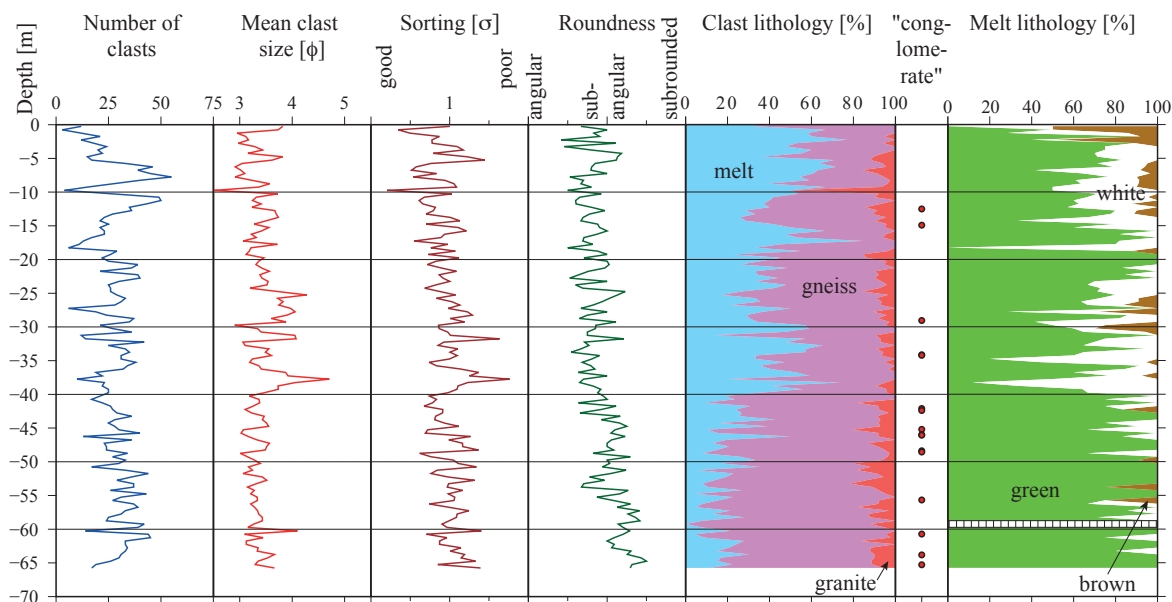 Number of clasts
Mean clast size [ϕ]
Sorting [σ]
Roundness
Clast lithology [%]
"cong-lome-rate"
Melt lithology [%]
Depth [m]
good
poor
angular
sub-angular
subrounded
0 25 50 75
3 4 5
1
0 20 40 60 80 100
20 40 60 80 100
0
−5
−10
−15
−20
−25
−30
−35
−40
−45
−50
−55
−60
−65
−70
melt
gneiss
granite
white
green
brown